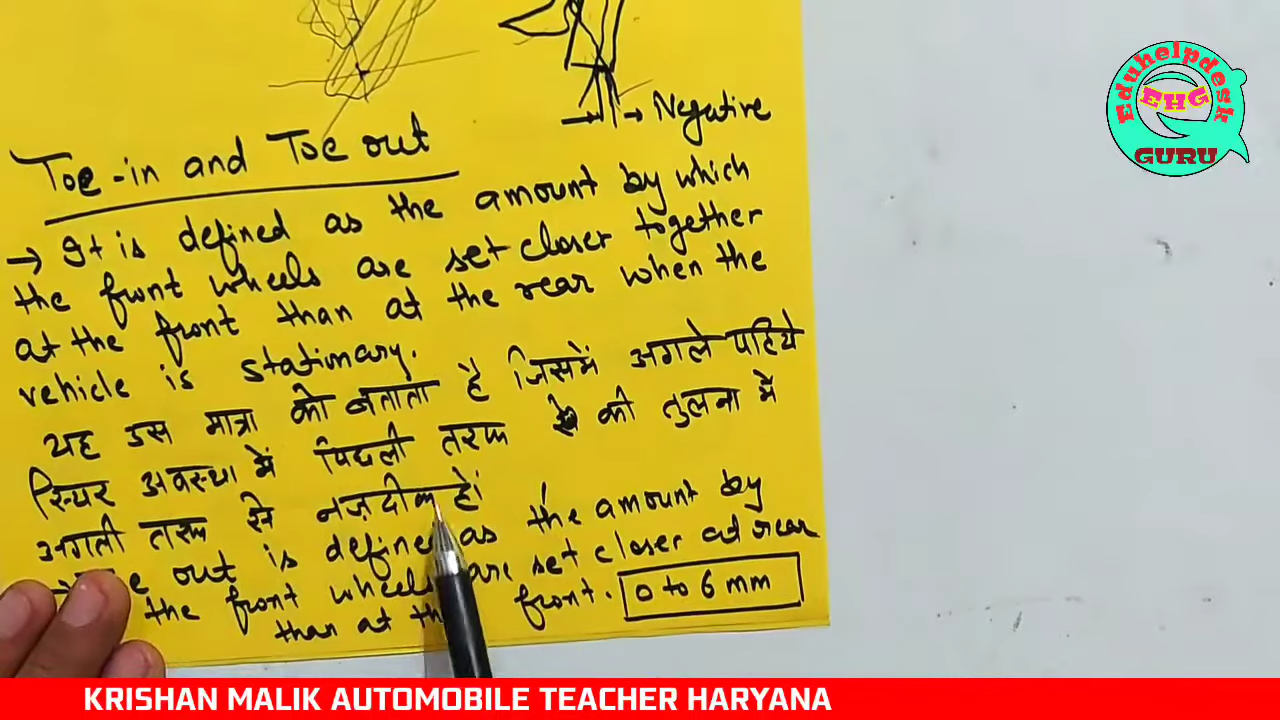 Negative
Toe-in and Toe out
→ It is defined as the amount by which
the front wheels are set closer together
at the front than at the rear when the
vehicle is stationary.
यह उस मात्रा को बताता है जिसमें अगले पहिये
स्थिर अवस्था में पिछली तरफ की तुलना में
अगली तरफ से नज़दीक हों
out is defined as the amount by
the front wheels are set closer at rear
than at the front. 0 to 6 mm
Eduhelpdesk
EHG
GURU
KRISHAN MALIK AUTOMOBILE TEACHER HARYANA